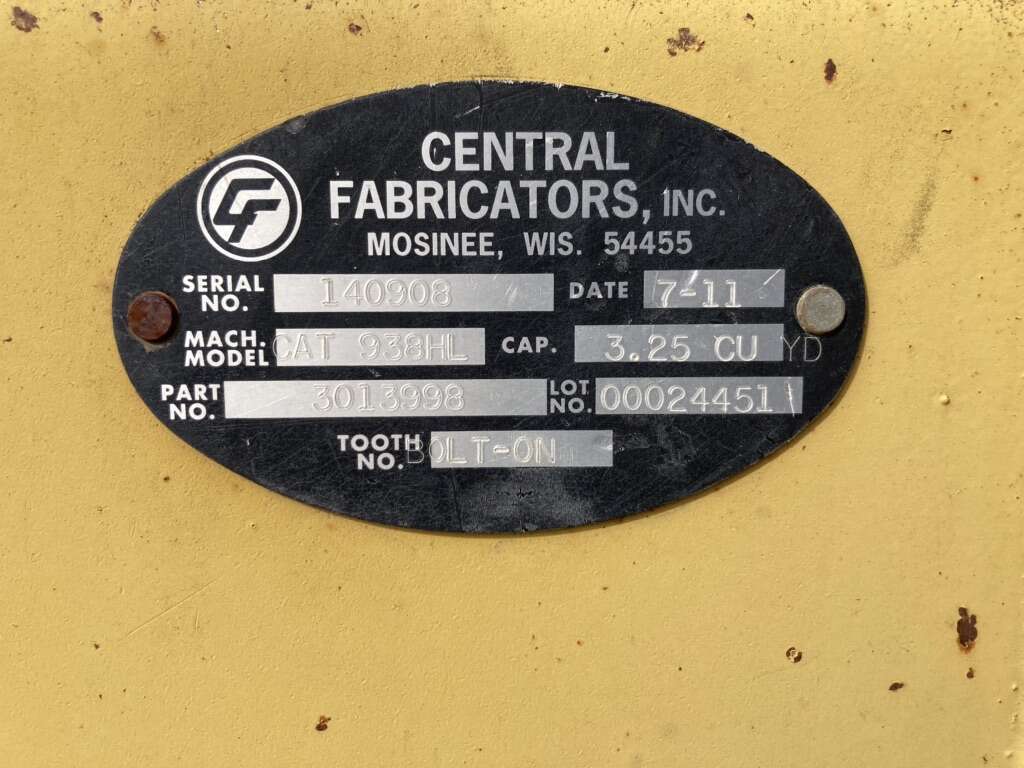 CENTRAL
FABRICATORS, INC.
MOSINEE, WIS. 54455
SERIAL NO. 140908 DATE 7-11
MACH. MODEL CAT 938HL CAP. 3.25 CU YD
PART NO. 3013998 LOT NO. 00024451
TOOTH NO. BOLT-ON